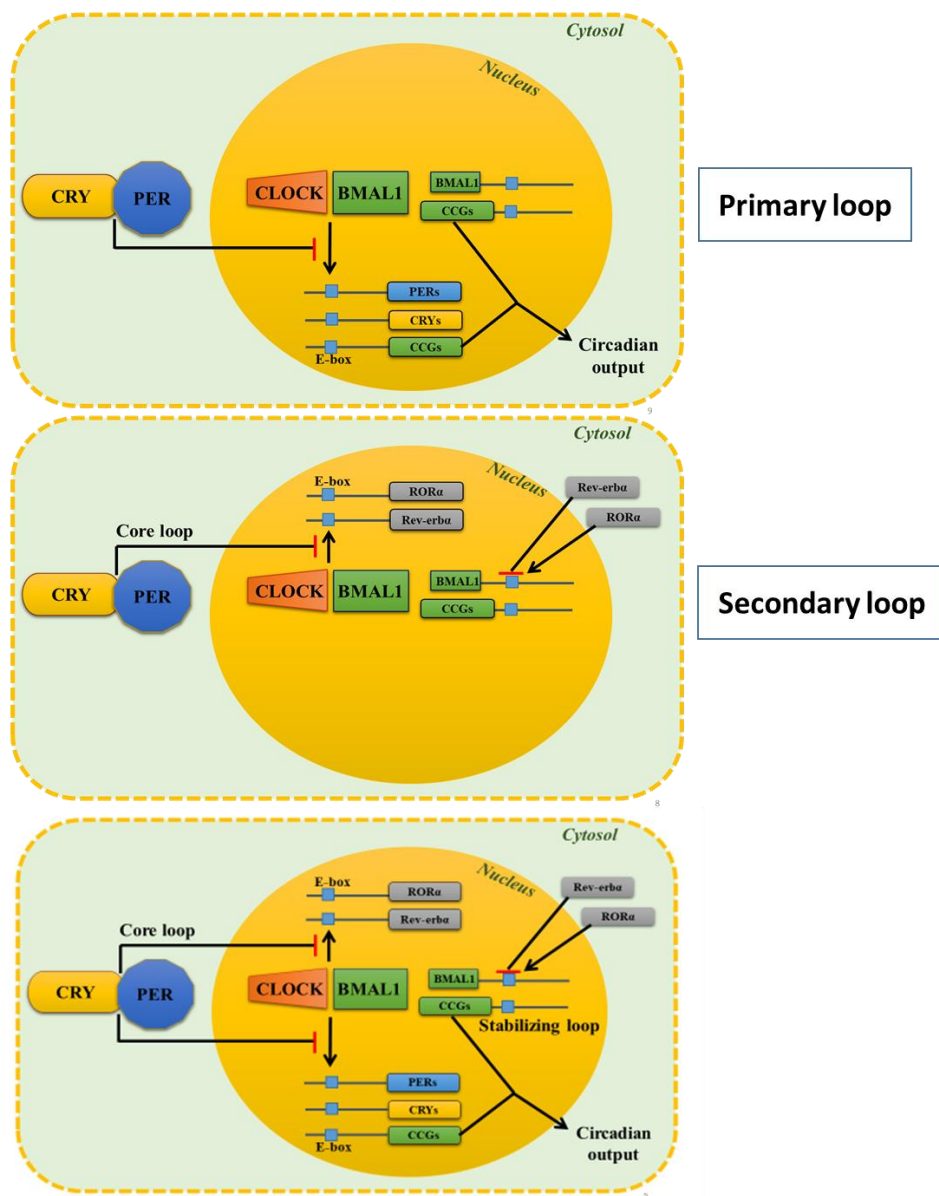 Cytosol
Nucleus
CRY
PER
CLOCK
BMAL1
BMAL1
CCGs
PERs
CRYs
CCGs
E-box
Circadian
output
9
Primary loop
Cytosol
Nucleus
E-box
RORα
Rev-erbα
Rev-erbα
RORα
Core loop
CRY
PER
CLOCK
BMAL1
BMAL1
CCGs
8
Secondary loop
Cytosol
Nucleus
E-box
RORα
Rev-erbα
Rev-erbα
RORα
Core loop
CRY
PER
CLOCK
BMAL1
BMAL1
CCGs
Stabilizing loop
PERs
CRYs
CCGs
E-box
Circadian
output